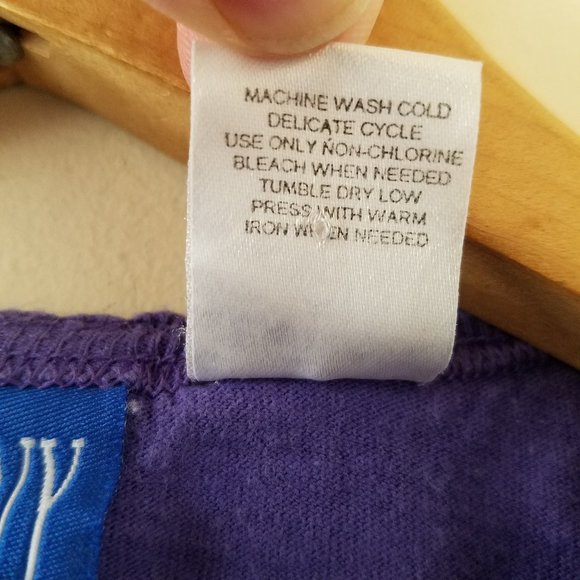 MACHINE WASH COLD
DELICATE CYCLE
USE ONLY NON-CHLORINE
BLEACH WHEN NEEDED
TUMBLE DRY LOW
PRESS WITH WARM
IRON WHEN NEEDED